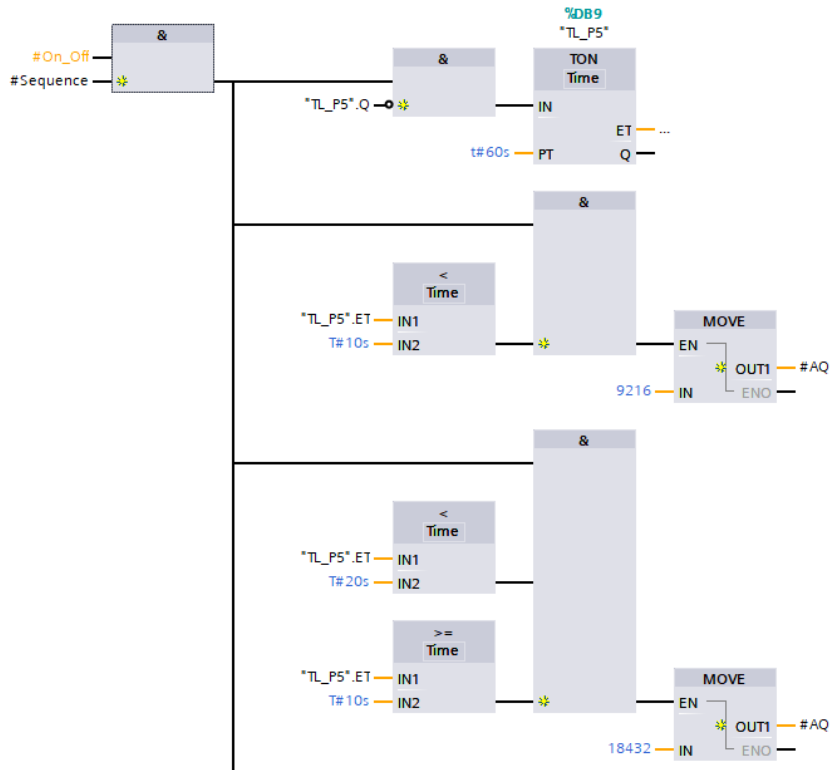 %DB9
"TL_P5"
&
#On_Off
#Sequence
&
"TL_P5".Q
TON
Time
IN
ET ...
t#60s PT Q
&
<
Time
"TL_P5".ET IN1
T#10s IN2
MOVE
EN
OUT1 #AQ
9216 IN ENO
&
<
Time
"TL_P5".ET IN1
T#20s IN2
>=
Time
"TL_P5".ET IN1
T#10s IN2
MOVE
EN
OUT1 #AQ
18432 IN ENO